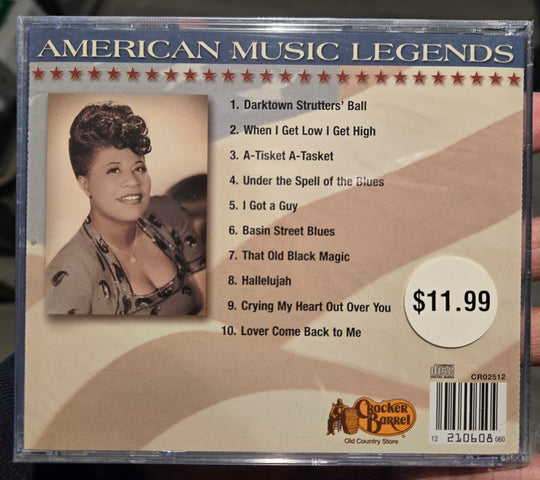 AMERICAN MUSIC LEGENDS
1. Darktown Strutters' Ball
2. When I Get Low I Get High
3. A-Tisket A-Tasket
4. Under the Spell of the Blues
5. I Got a Guy
6. Basin Street Blues
7. That Old Black Magic
8. Hallelujah
9. Crying My Heart Out Over You
10. Lover Come Back to Me
$11.99
disc
CR02512
Cracker
Barrel
Old Country Store
13 210608 060